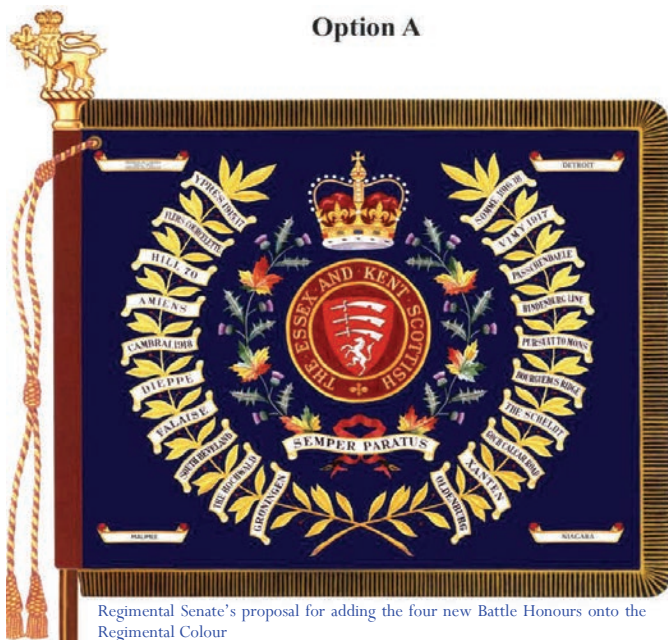 Option A
DETROIT
YPRES 1915.17
FLERS-COURCELETTE
HILL 70
AMIENS
CAMBRAI 1918
DIEPPE
FALAISE
SOUTH BEVELAND
THE HOCHWALD
GRONINGEN
SOMME 1916.18
VIMY 1917
PASSCHENDAELE
HINDENBURG LINE
PURSUIT TO MONS
BOURGUEBUS RIDGE
THE SCHELDT
GOCH CALCAR ROAD
XANTEN
OLDENBURG
THE ESSEX AND KENT SCOTTISH
SEMPER PARATUS
MAUMEE
NIAGARA
Regimental Senate's proposal for adding the four new Battle Honours onto the
Regimental Colour